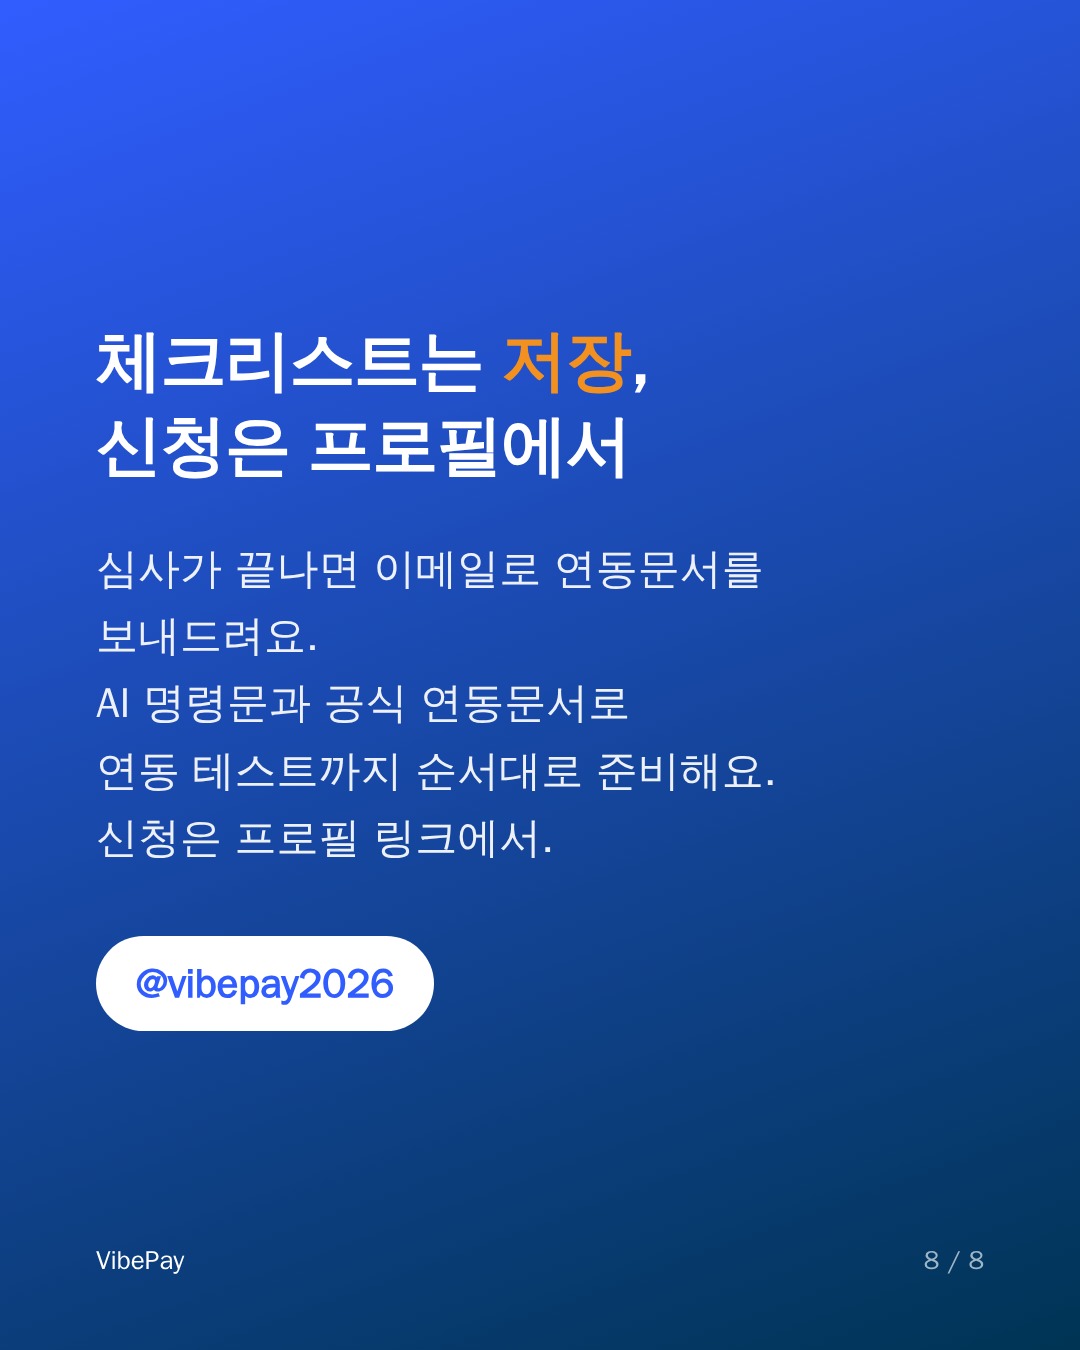 체크리스트는 저장,
신청은 프로필에서
심사가 끝나면 이메일로 연동문서를
보내드려요.
AI 명령문과 공식 연동문서로
연동 테스트까지 순서대로 준비해요.
신청은 프로필 링크에서.
@vibepay2026
VibePay
8 / 8